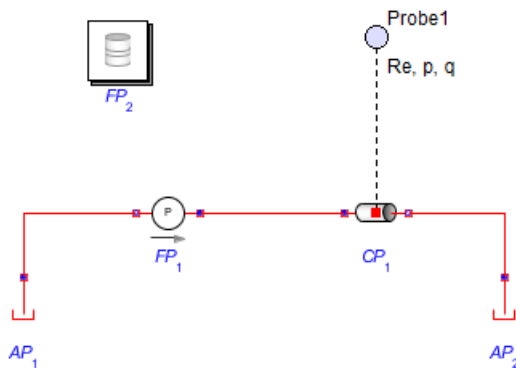 Probe1
Re, p, q
FP₂
P
FP₁
CP₁
AP₁
AP₂